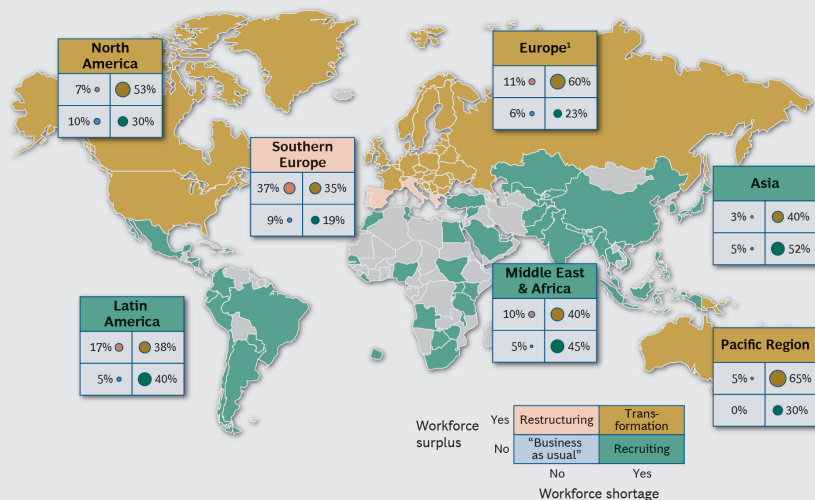 North
America
7% 53%
10% 30%
Europe¹
11% 60%
6% 23%
Southern
Europe
37% 35%
9% 19%
Asia
3% 40%
5% 52%
Middle East
& Africa
10% 40%
5% 45%
Latin
America
17% 38%
5% 40%
Pacific Region
5% 65%
0% 30%
Workforce
surplus
Yes Restructuring Trans-
formation
No "Business
as usual" Recruiting
No Yes
Workforce shortage